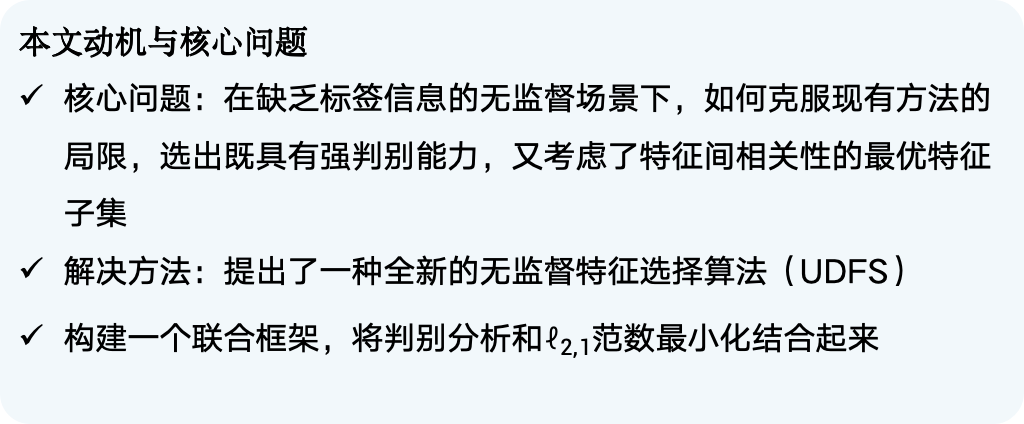 本文动机与核心问题
✓ 核心问题：在缺乏标签信息的无监督场景下，如何克服现有方法的
局限，选出既具有强判别能力，又考虑了特征间相关性的最优特征
子集
✓ 解决方法：提出了一种全新的无监督特征选择算法（UDFS）
✓ 构建一个联合框架，将判别分析和ℓ2,1范数最小化结合起来